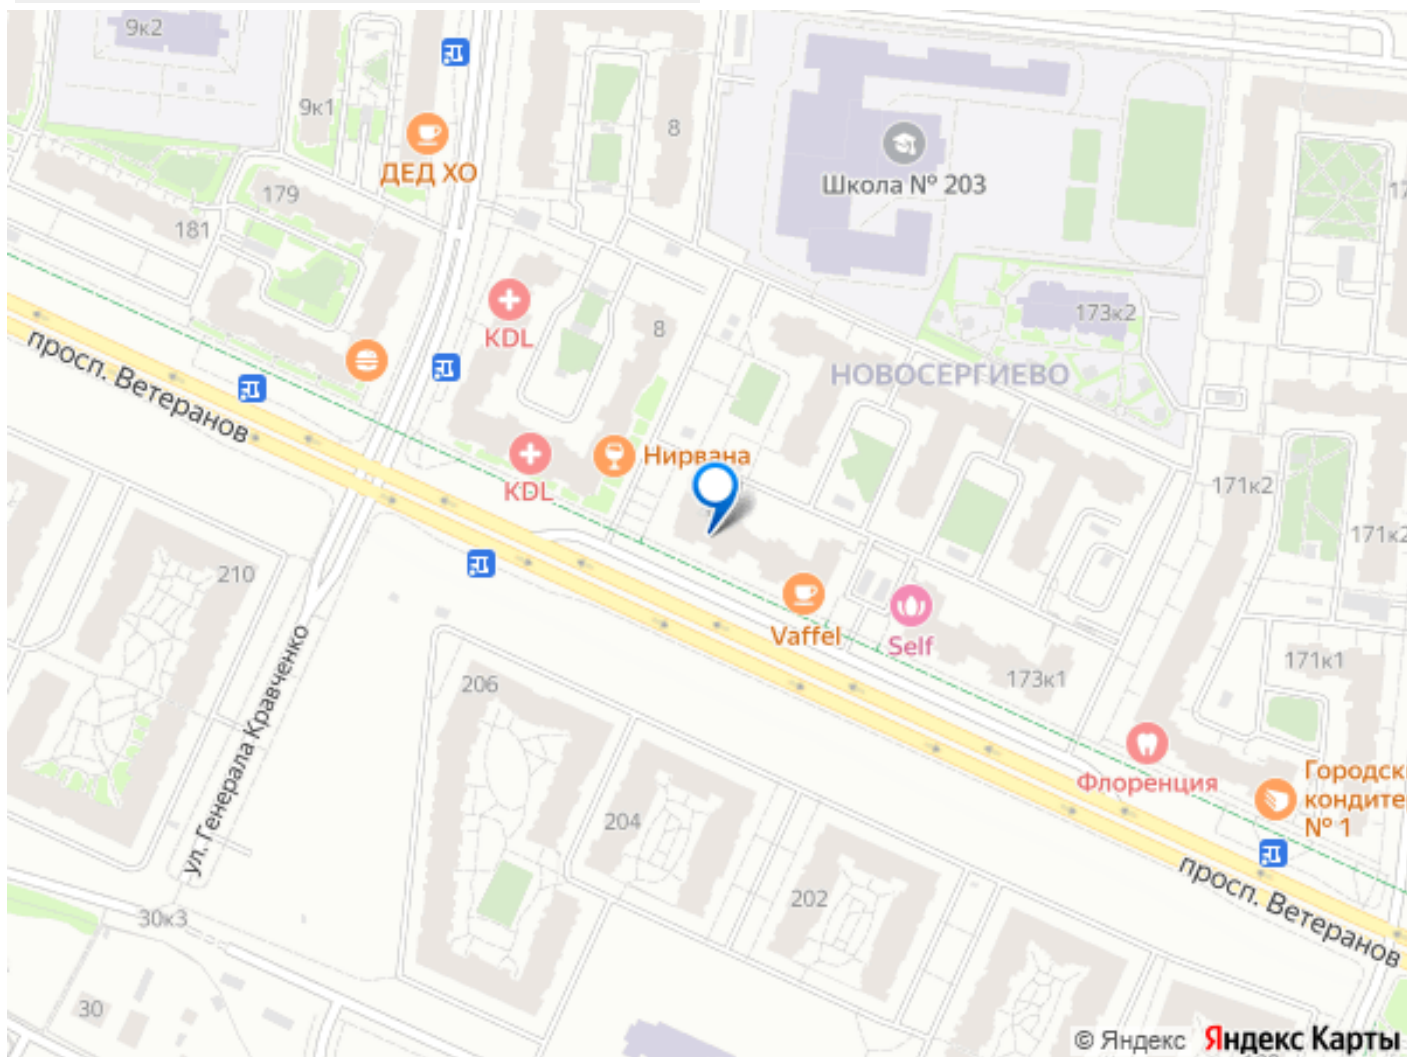 9к2
9к1
ДЕД ХО
8
Школа № 203
179
181
KDL
8
173к2
НОВОСЕРГИЕВО
просп. Ветеранов
Нирвана
KDL
171к2
171к2
210
Vaffel
Self
173к1
171к1
206
ул. Генерала Кравченко
Флоренция
Городск
кондите
№ 1
204
202
просп. Ветеранов
30к3
30
© Яндекс Яндекс Карты